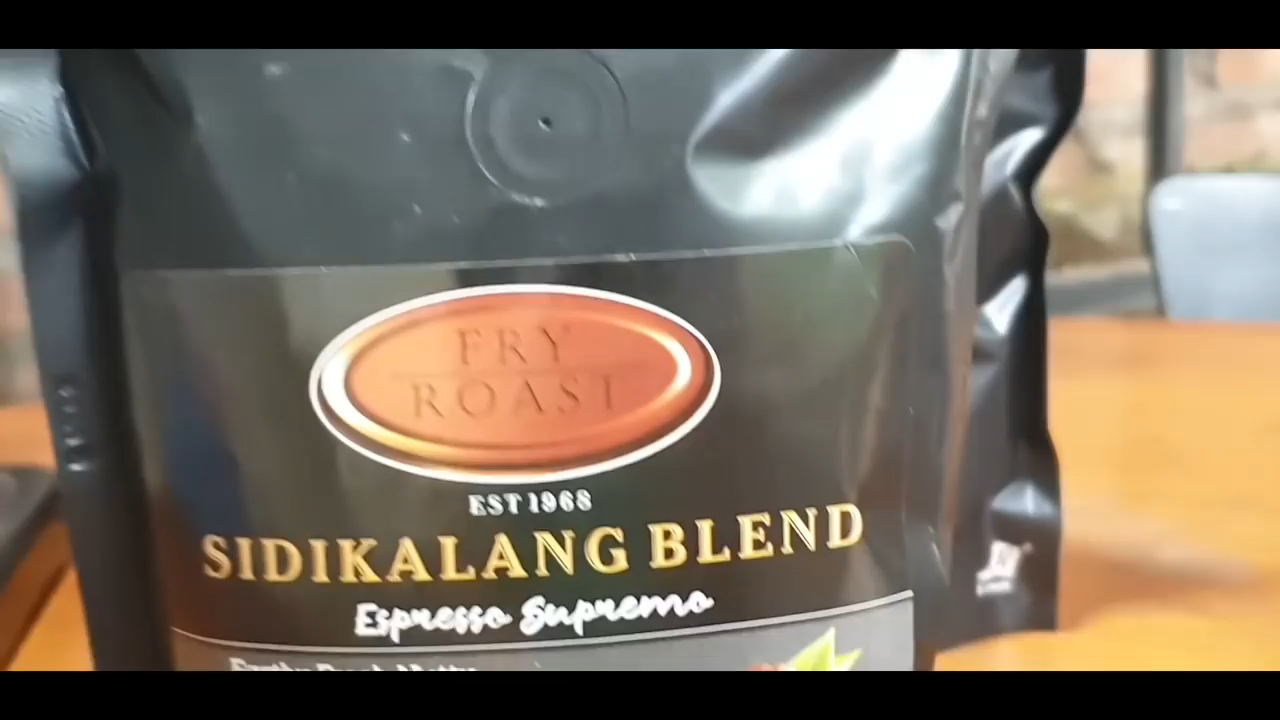 FRY
ROAST
EST 1968
SIDIKALANG BLEND
Espresso Supremo